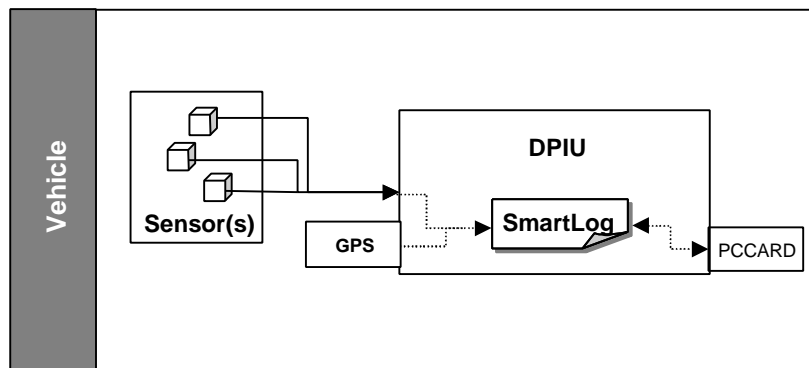 Vehicle
Sensor(s)
GPS
DPIU
SmartLog
PCCARD